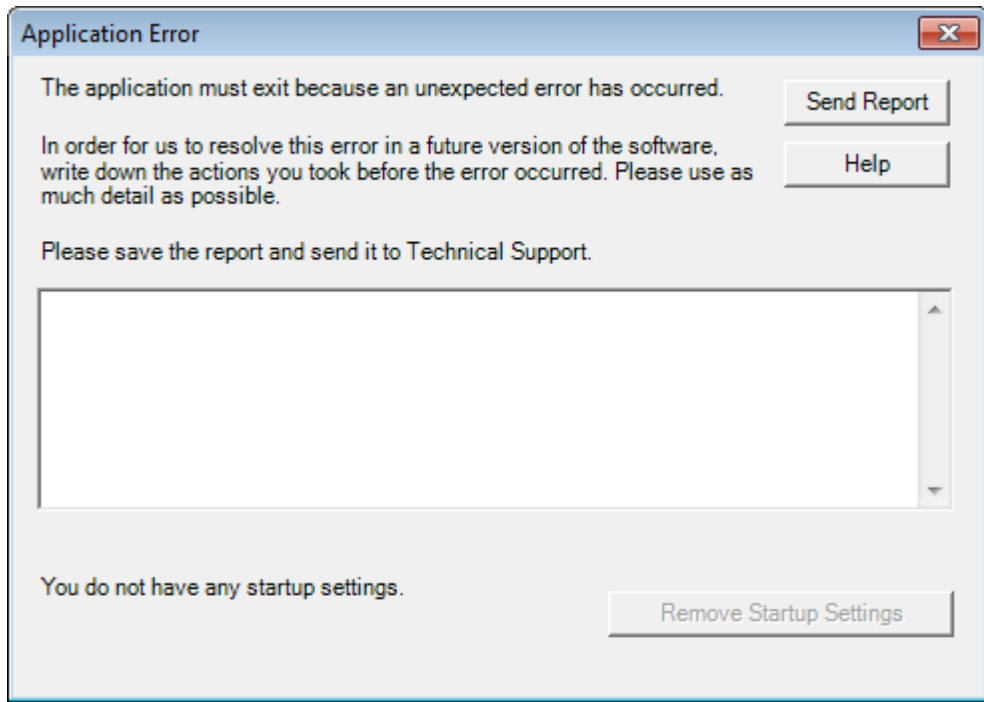 Application Error
The application must exit because an unexpected error has occurred.
Send Report
In order for us to resolve this error in a future version of the software,
write down the actions you took before the error occurred. Please use as
much detail as possible.
Help
Please save the report and send it to Technical Support.
You do not have any startup settings.
Remove Startup Settings